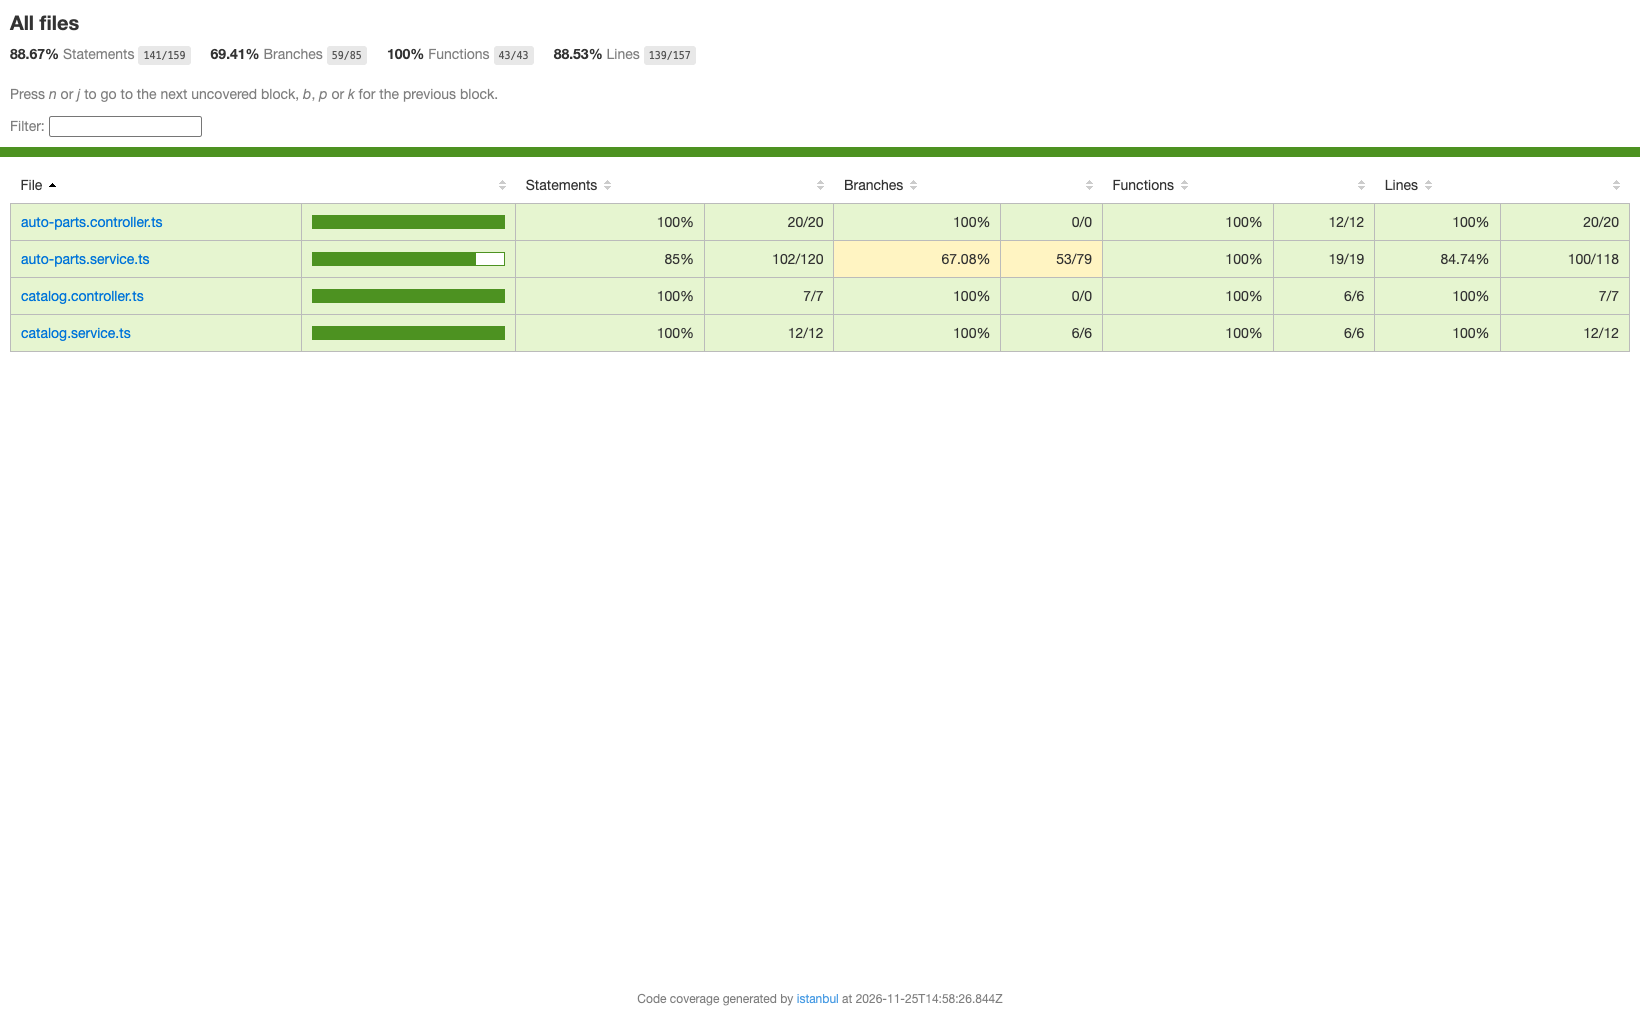 All files
88.67% Statements 141/159 69.41% Branches 59/85 100% Functions 43/43 88.53% Lines 139/157
Press n or j to go to the next uncovered block, b, p or k for the previous block.
Filter:
File Statements Branches Functions Lines
auto-parts.controller.ts 100% 20/20 100% 0/0 100% 12/12 100% 20/20
auto-parts.service.ts 85% 102/120 67.08% 53/79 100% 19/19 84.74% 100/118
catalog.controller.ts 100% 7/7 100% 0/0 100% 6/6 100% 7/7
catalog.service.ts 100% 12/12 100% 6/6 100% 6/6 100% 12/12
Code coverage generated by istanbul at 2026-11-25T14:58:26.844Z